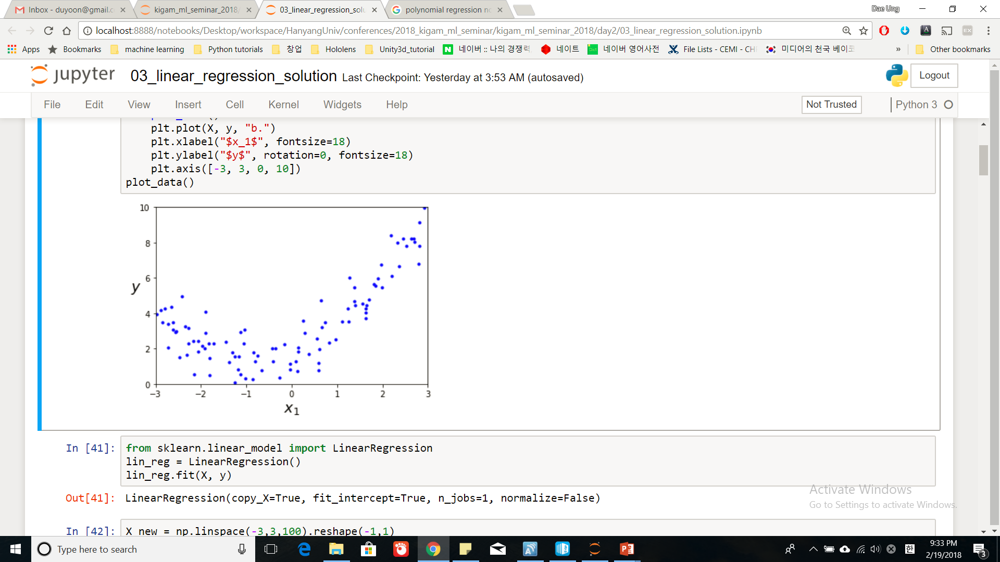 Inbox - duyoon@gmail.c
kigam_ml_seminar_2018/
03_linear_regression_solu
polynomial regression no
Dae Ung
localhost:8888/notebooks/Desktop/workspace/HanyangUniv/conferences/2018_kigam_ml_seminar/kigam_ml_seminar_2018/day2/03_linear_regression_solution.ipynb
Apps Bookmarks machine learning Python tutorials 창업 Hololens Unity3d_tutorial 네이버 :: 나의 경쟁력 네이트 네이버 영어사전 File Lists - CEMI - CH 미디어의 천국 베이코 » Other bookmarks
jupyter 03_linear_regression_solution Last Checkpoint: Yesterday at 3:53 AM (autosaved) Logout
File Edit View Insert Cell Kernel Widgets Help Not Trusted Python 3
plt.plot(X, y, "b.")
plt.xlabel("$x_1$", fontsize=18)
plt.ylabel("$y$", rotation=0, fontsize=18)
plt.axis([-3, 3, 0, 10])
plot_data()
10
8
6
y
4
2
0
−3 −2 −1 0 1 2 3
x1
In [41]: from sklearn.linear_model import LinearRegression
lin_reg = LinearRegression()
lin_reg.fit(X, y)
Out[41]: LinearRegression(copy_X=True, fit_intercept=True, n_jobs=1, normalize=False)
In [42]: X_new = np.linspace(-3,3,100).reshape(-1,1)
Activate Windows
Go to Settings to activate Windows.
Type here to search
한
9:33 PM
2/19/2018
3